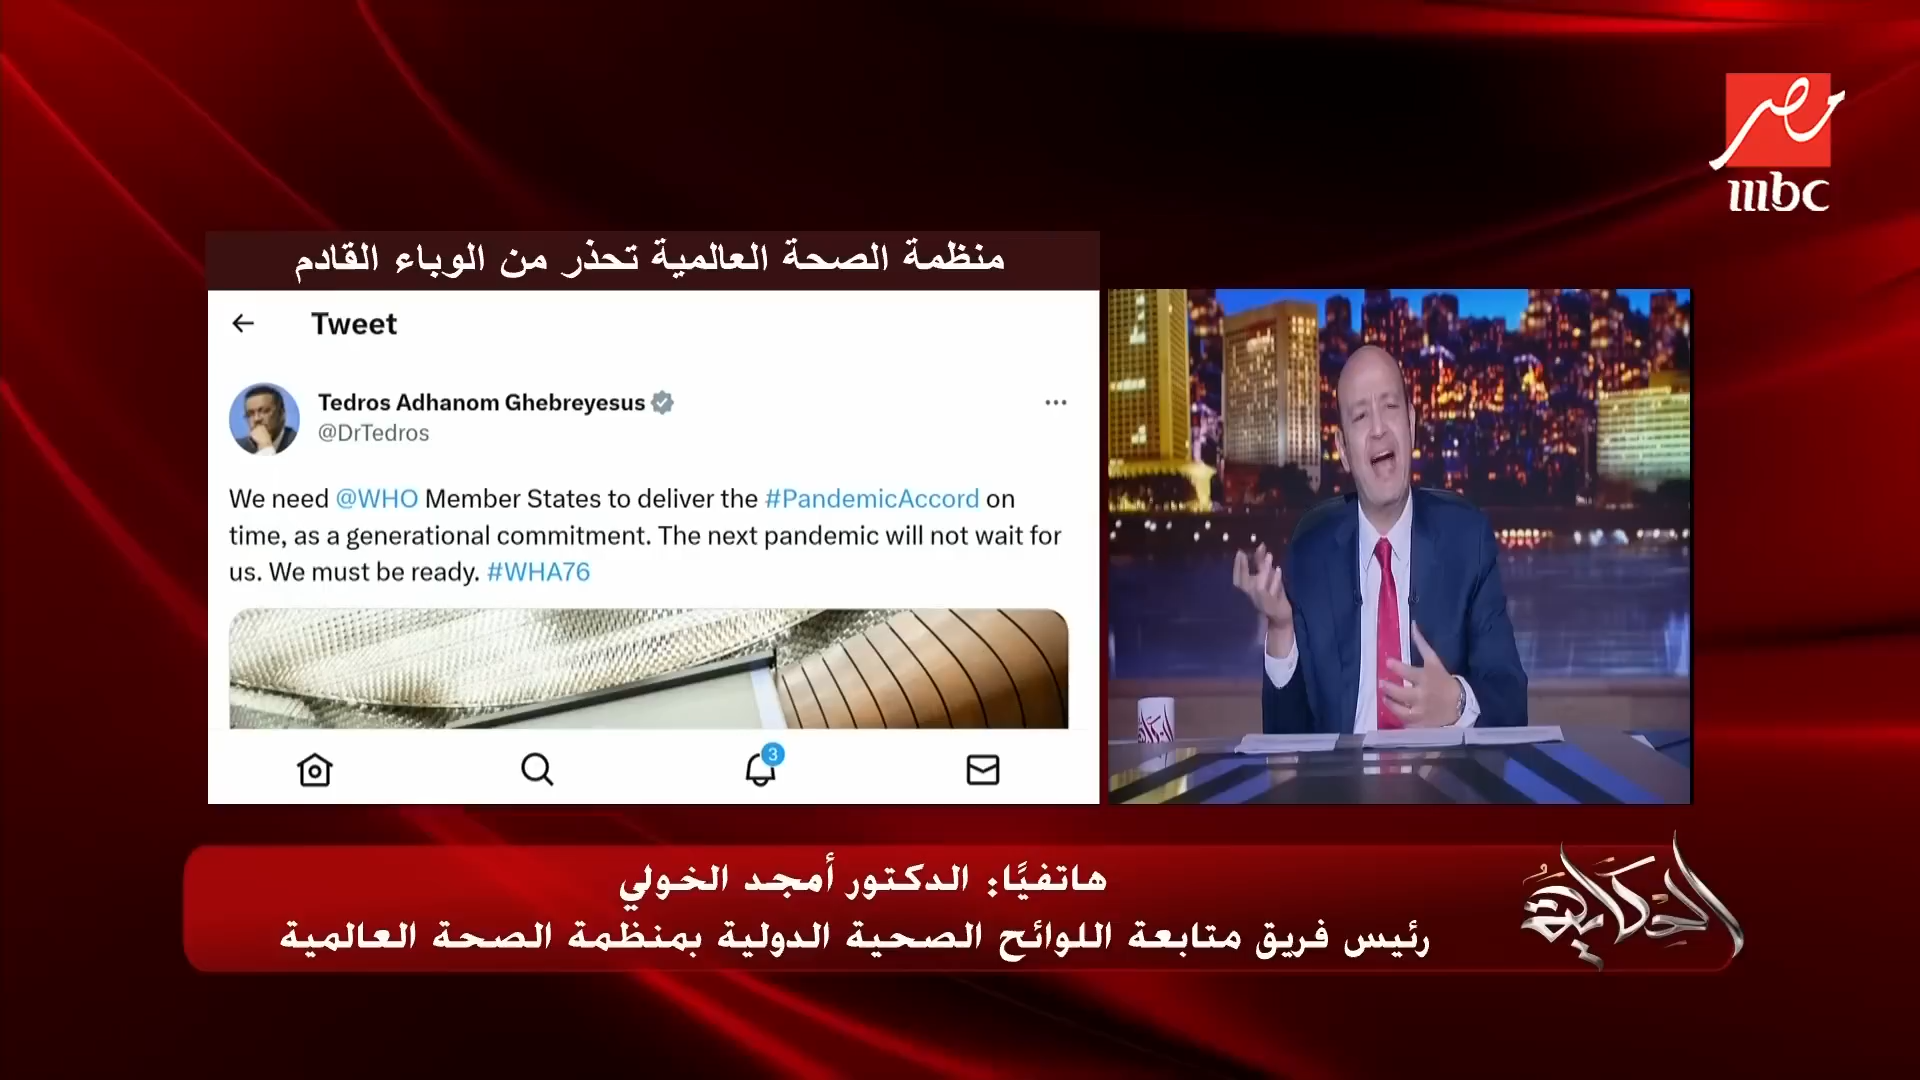 مصر
mbc
منظمة الصحة العالمية تحذر من الوباء القادم
Tweet
Tedros Adhanom Ghebreyesus
@DrTedros
We need @WHO Member States to deliver the #PandemicAccord on
time, as a generational commitment. The next pandemic will not wait for
us. We must be ready. #WHA76
3
الحكاية
هاتفيًا: الدكتور أمجد الخولي
رئيس فريق متابعة اللوائح الصحية الدولية بمنظمة الصحة العالمية
الحكاية